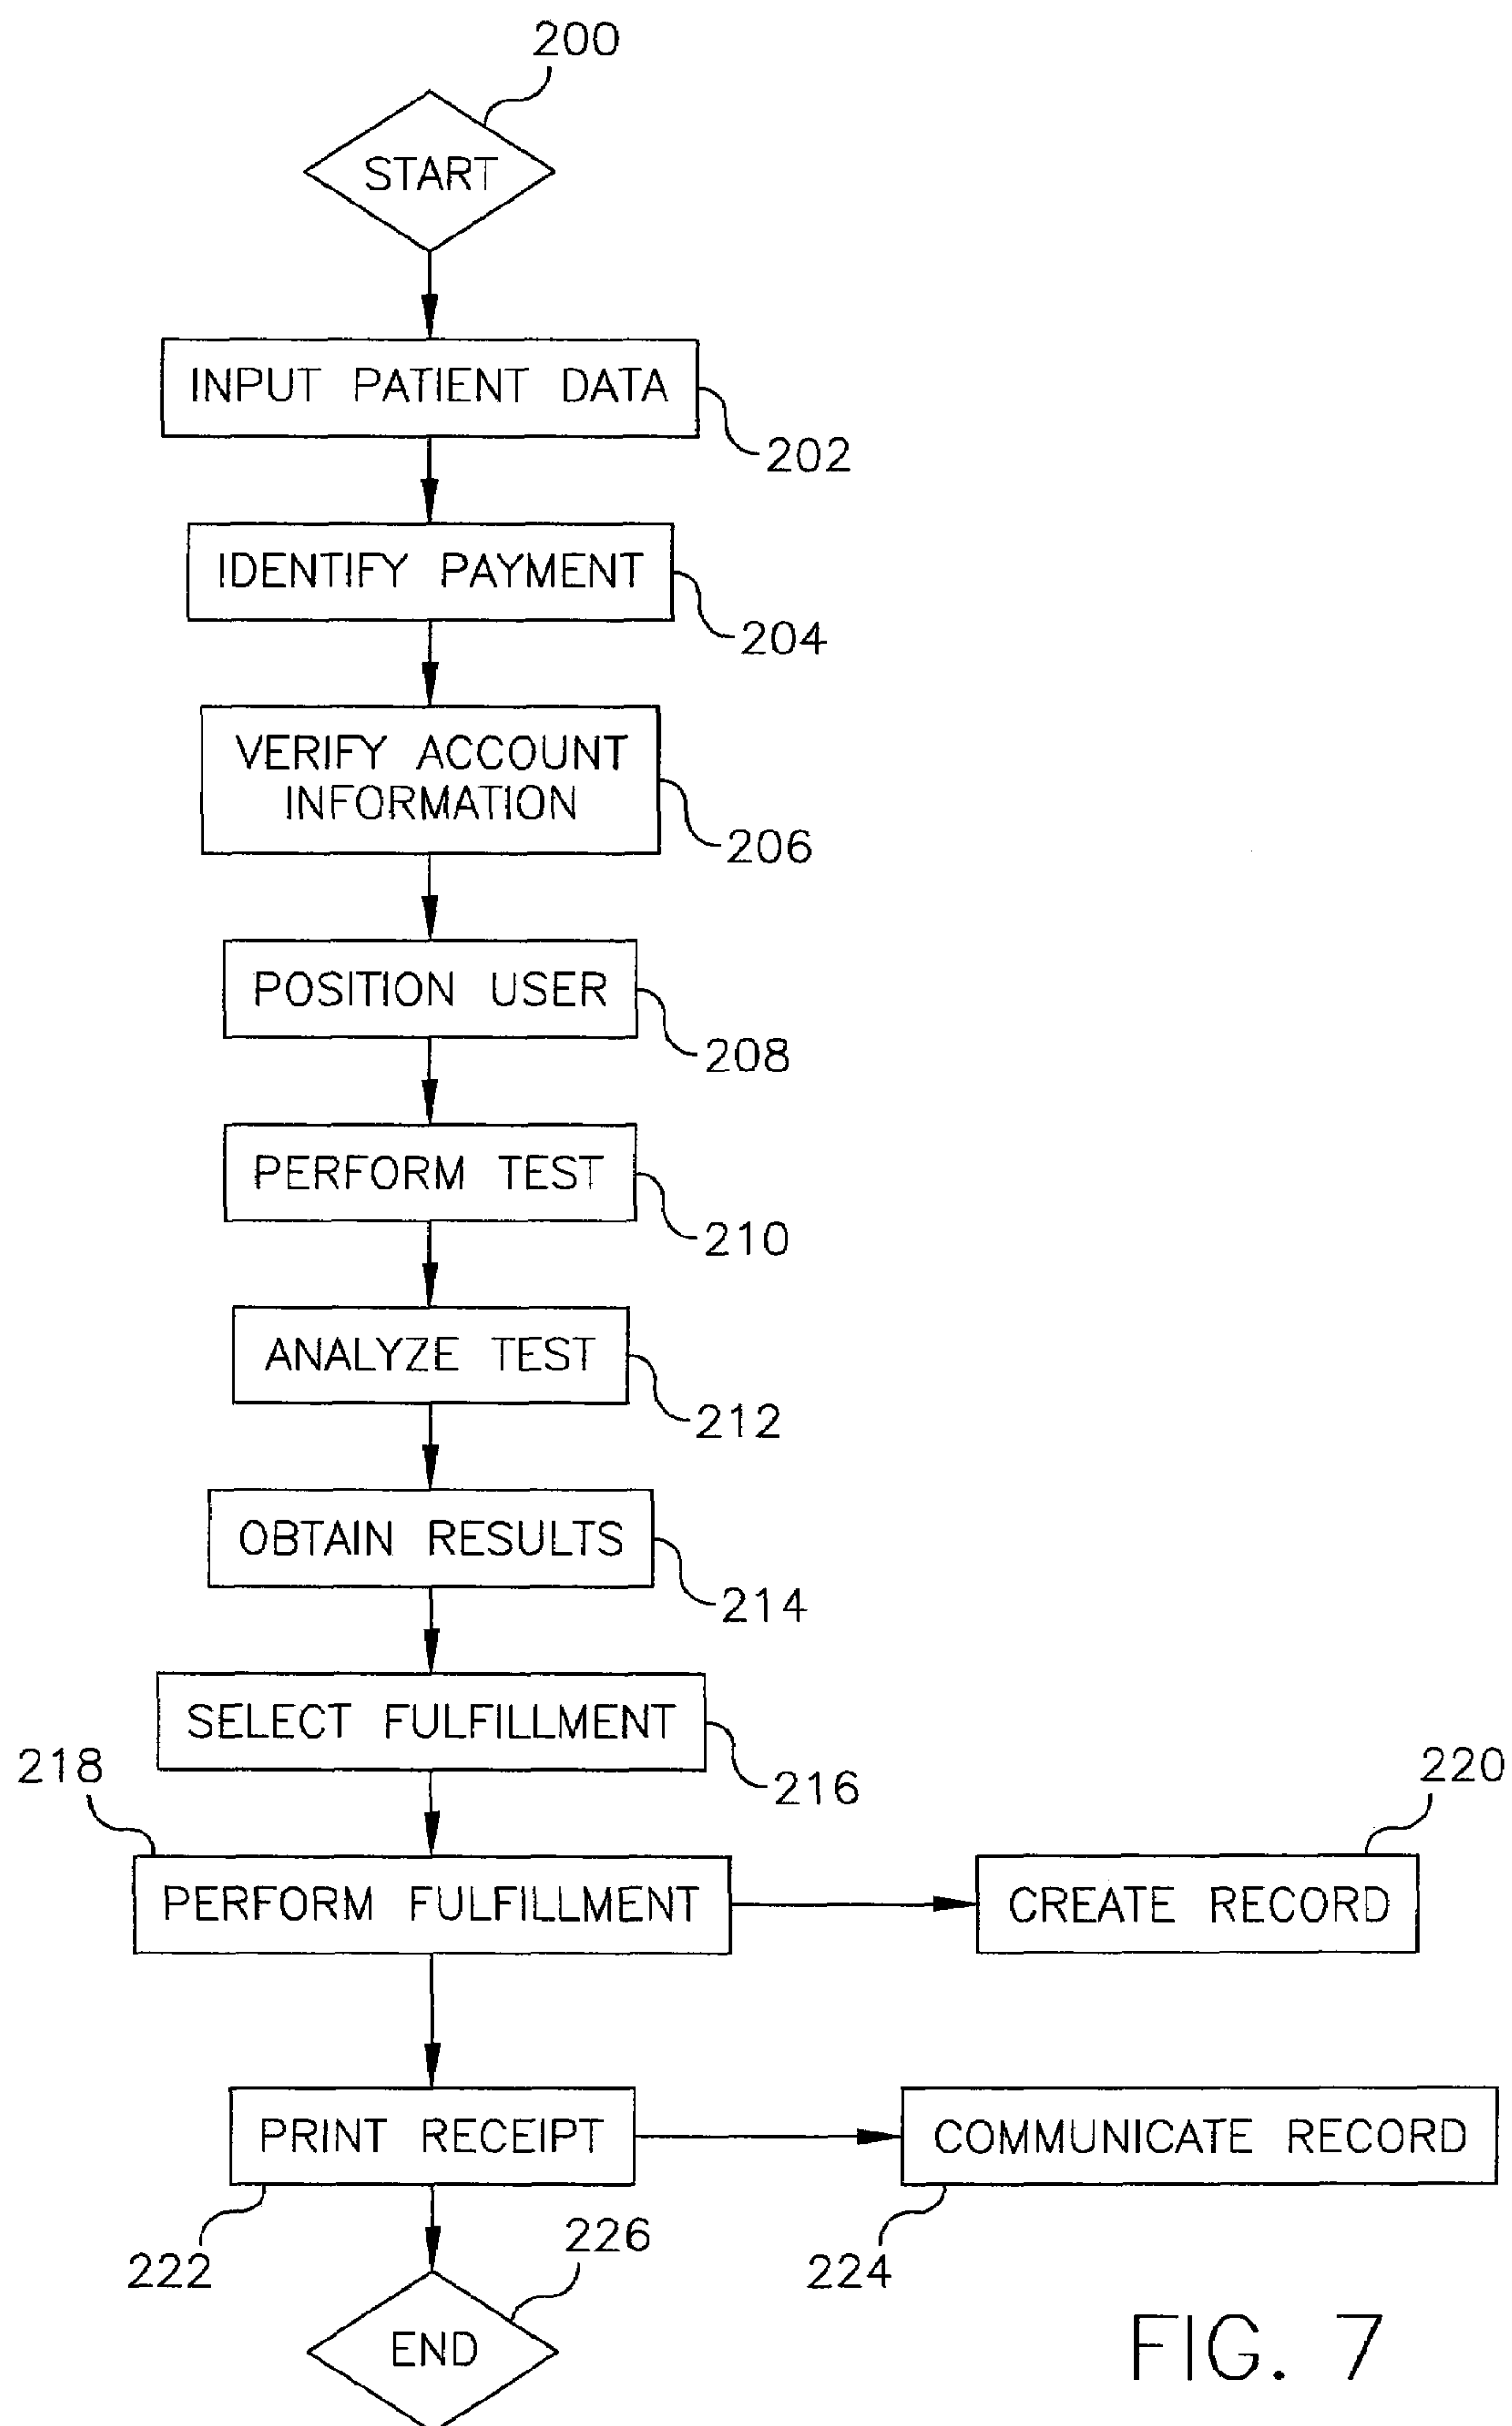 200
START
INPUT PATIENT DATA
202
IDENTIFY PAYMENT
204
VERIFY ACCOUNT
INFORMATION
206
POSITION USER
208
PERFORM TEST
210
ANALYZE TEST
212
OBTAIN RESULTS
214
SELECT FULFILLMENT
216
218
PERFORM FULFILLMENT
220
CREATE RECORD
PRINT RECEIPT
222
COMMUNICATE RECORD
224
226
END
FIG. 7